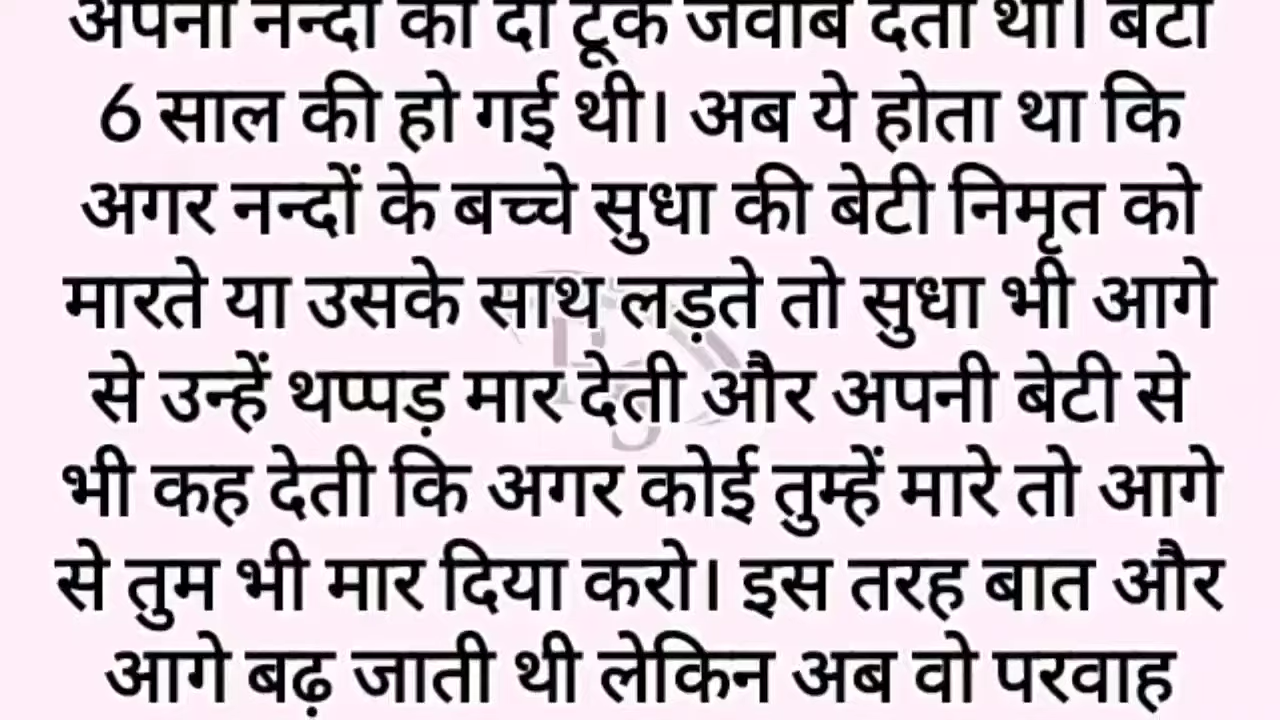 अपनी नन्दों को दो टूक जवाब देती थी। बेटी
6 साल की हो गई थी। अब ये होता था कि
अगर नन्दों के बच्चे सुधा की बेटी निमृत को
मारते या उसके साथ लड़ते तो सुधा भी आगे
से उन्हें थप्पड़ मार देती और अपनी बेटी से
भी कह देती कि अगर कोई तुम्हें मारे तो आगे
से तुम भी मार दिया करो। इस तरह बात और
आगे बढ़ जाती थी लेकिन अब वो परवाह